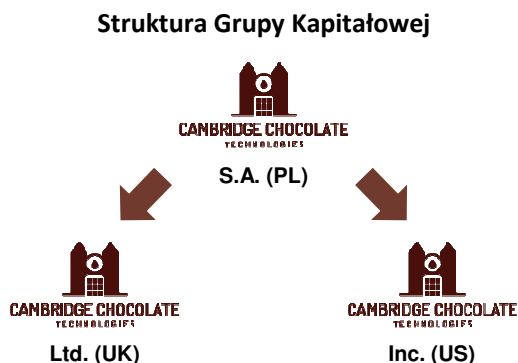 Struktura Grupy Kapitałowej
CAMBRIDGE CHOCOLATE
TECHNOLOGIES
S.A. (PL)
CAMBRIDGE CHOCOLATE
TECHNOLOGIES
Ltd. (UK)
CAMBRIDGE CHOCOLATE
TECHNOLOGIES
Inc. (US)